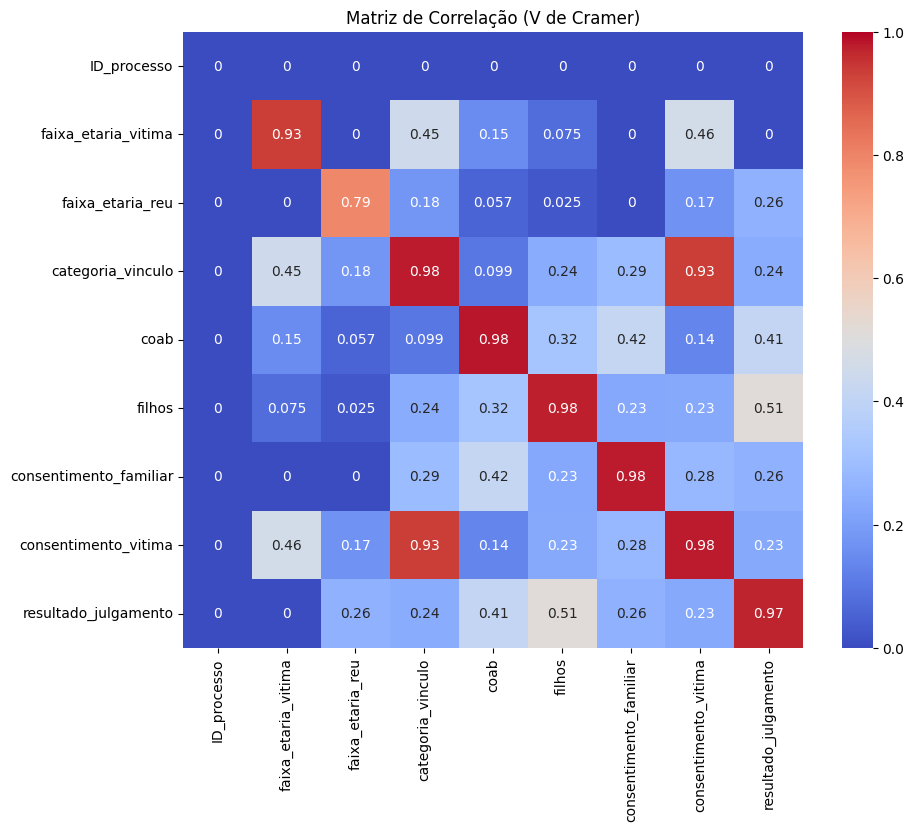 Matriz de Correlação (V de Cramer)
ID_processo 0 0 0 0 0 0 0 0 0
faixa_etaria_vitima 0 0.93 0 0.45 0.15 0.075 0 0.46 0
faixa_etaria_reu 0 0 0.79 0.18 0.057 0.025 0 0.17 0.26
categoria_vinculo 0 0.45 0.18 0.98 0.099 0.24 0.29 0.93 0.24
coab 0 0.15 0.057 0.099 0.98 0.32 0.42 0.14 0.41
filhos 0 0.075 0.025 0.24 0.32 0.98 0.23 0.23 0.51
consentimento_familiar 0 0 0 0.29 0.42 0.23 0.98 0.28 0.26
consentimento_vitima 0 0.46 0.17 0.93 0.14 0.23 0.28 0.98 0.23
resultado_julgamento 0 0 0.26 0.24 0.41 0.51 0.26 0.23 0.97
ID_processo
faixa_etaria_vitima
faixa_etaria_reu
categoria_vinculo
coab
filhos
consentimento_familiar
consentimento_vitima
resultado_julgamento
1.0
0.8
0.6
0.4
0.2
0.0